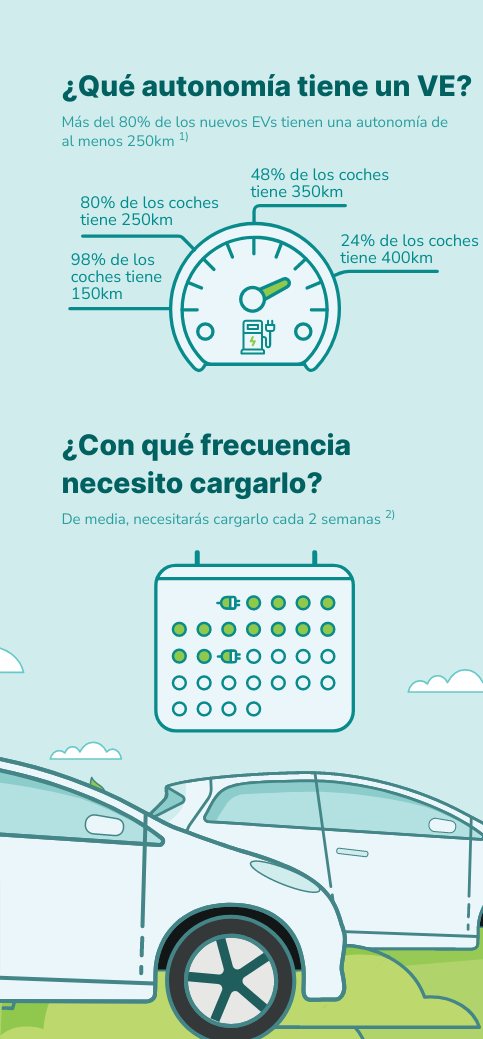 ¿Qué autonomía tiene un VE?
Más del 80% de los nuevos EVs tienen una autonomía de
al menos 250km 1)
48% de los coches
tiene 350km
80% de los coches
tiene 250km
24% de los coches
tiene 400km
98% de los
coches tiene
150km
¿Con qué frecuencia
necesito cargarlo?
De media, necesitarás cargarlo cada 2 semanas 2)